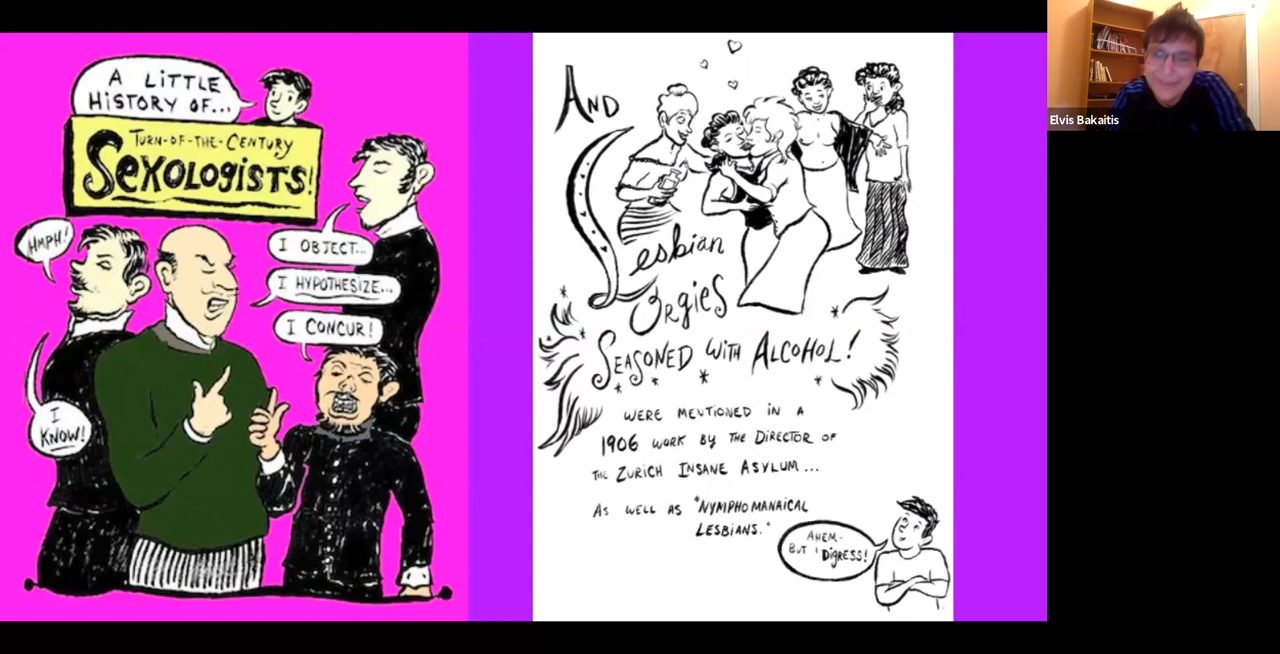 A LITTLE
HISTORY OF...
TURN-OF-THE-CENTURY
SEXOLOGISTS!
HMPH!
I OBJECT...
I HYPOTHESIZE...
I CONCUR!
I
KNOW!
AND
LESBIAN
ORGIES
SEASONED WITH ALCOHOL!
WERE MENTIONED IN A
1906 WORK BY THE DIRECTOR OF
THE ZURICH INSANE ASYLUM...
AS WELL AS "NYMPHOMANAICAL
LESBIANS."
AHEM-
BUT I DIGRESS!
Elvis Bakaitis